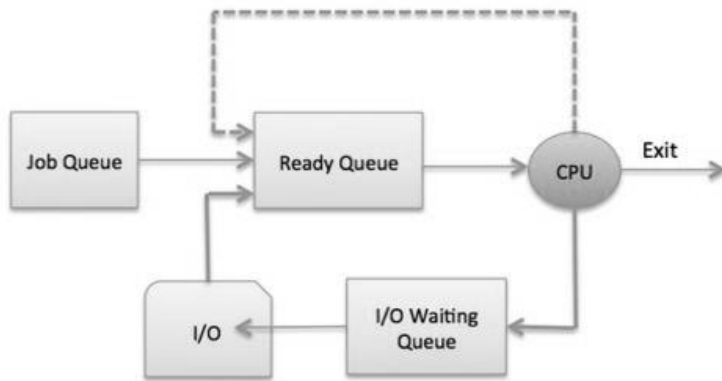 Job Queue
Ready Queue
CPU
Exit
I/O
I/O Waiting
Queue